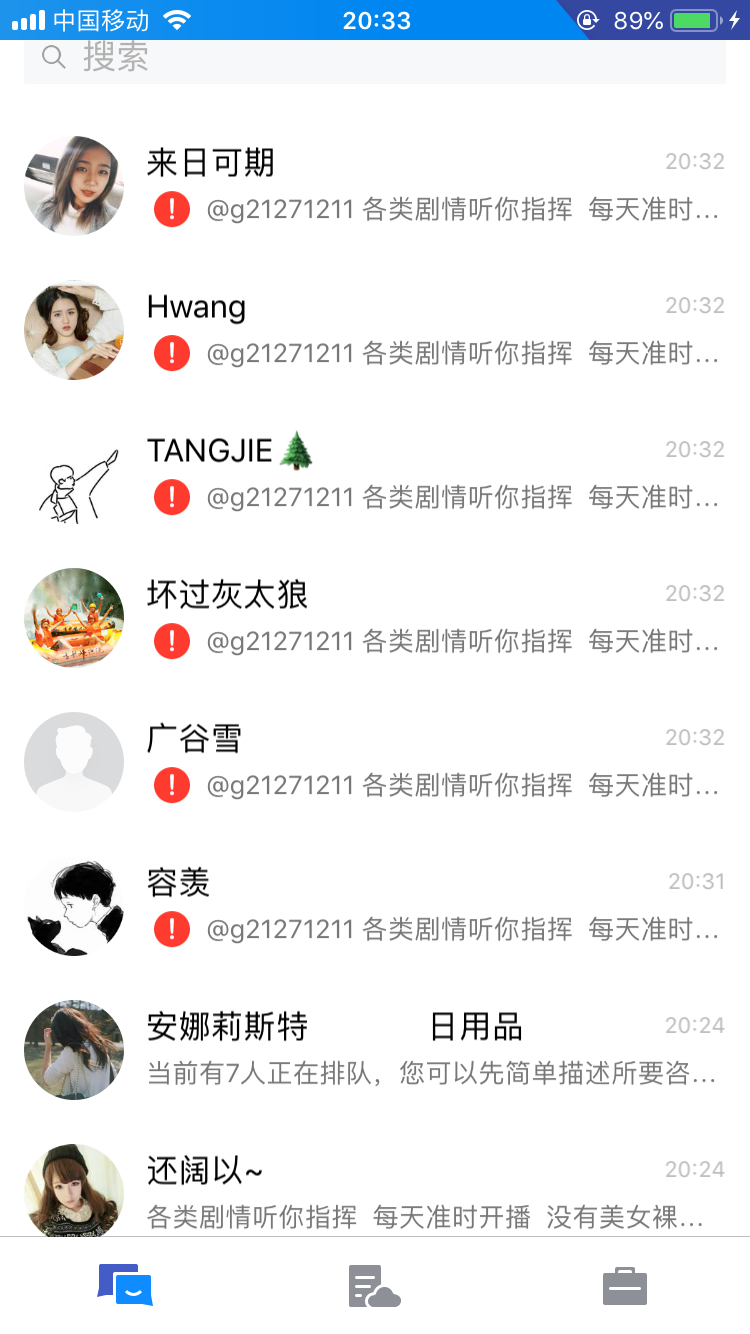 中国移动 20:33 89%
搜索
来日可期 20:32
@g21271211 各类剧情听你指挥 每天准时...
Hwang 20:32
@g21271211 各类剧情听你指挥 每天准时...
TANGJIE🌲 20:32
@g21271211 各类剧情听你指挥 每天准时...
坏过灰太狼 20:32
@g21271211 各类剧情听你指挥 每天准时...
广谷雪 20:32
@g21271211 各类剧情听你指挥 每天准时...
容羡 20:31
@g21271211 各类剧情听你指挥 每天准时...
安娜莉斯特 日用品 20:24
当前有7人正在排队，您可以先简单描述所要咨...
还阔以~ 20:24
各类剧情听你指挥 每天准时开播 没有美女裸...